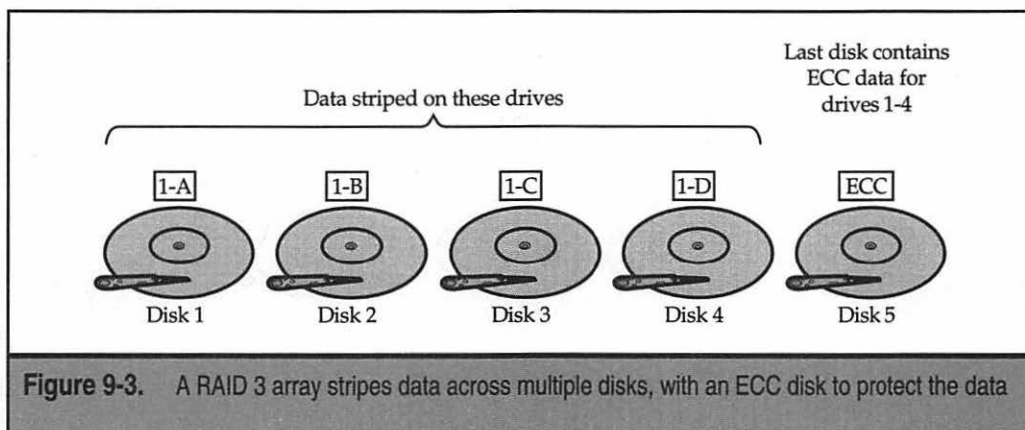 Last disk contains
ECC data for
drives 1-4
Data striped on these drives
1-A
1-B
1-C
1-D
ECC
Disk 1
Disk 2
Disk 3
Disk 4
Disk 5
Figure 9-3. A RAID 3 array stripes data across multiple disks, with an ECC disk to protect the data